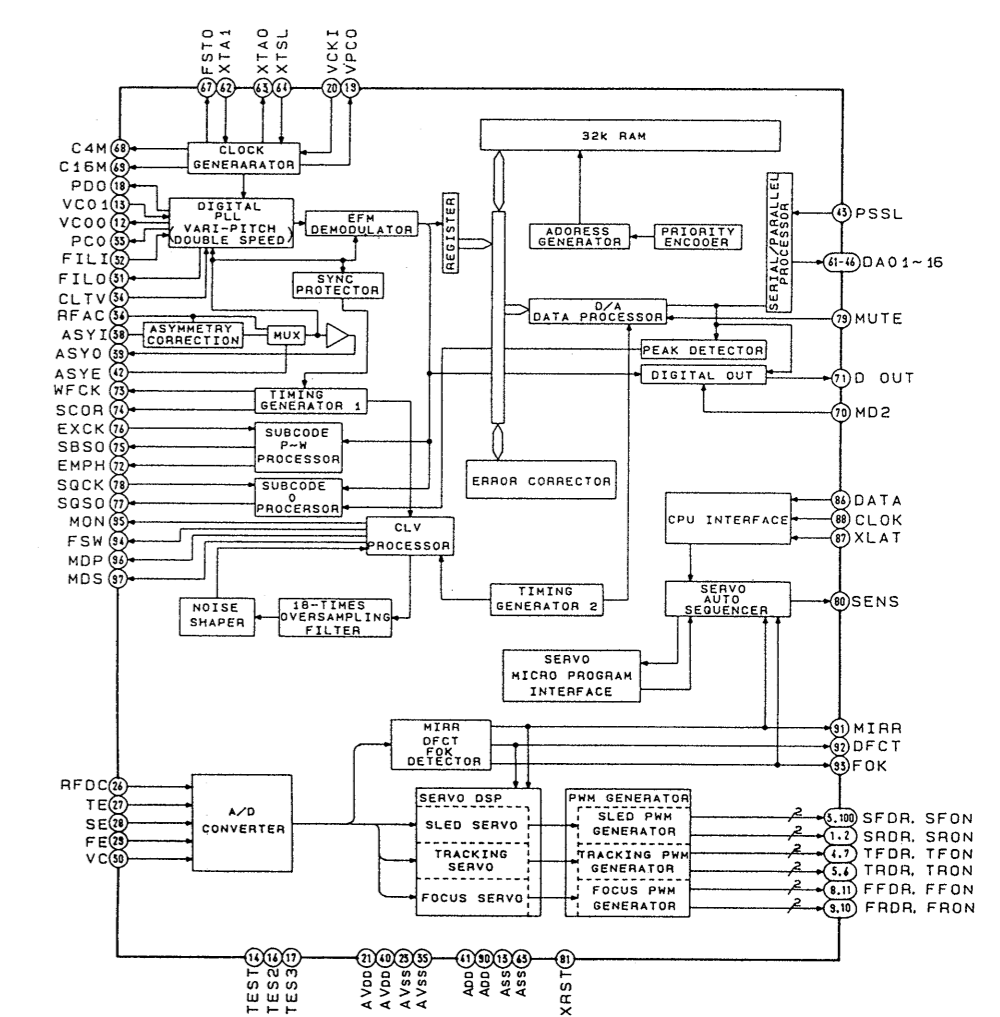 FSTO
XTA1
XTAO
XTSL
VCKI
VPCO
67
62
63
64
20
19
C4M 68
C16M 69
PDO 18
VCO1 13
VCOO 12
PCO 33
FILI 32
FILO 31
CLTV 34
RFAC 36
ASYI 38
ASYO 39
ASYE 42
WFCK 73
SCOR 74
EXCK 76
SBSO 75
EMPH 72
SQCK 78
SQSO 77
MON 95
FSW 94
MDP 96
MDS 97
RFDC 26
TE 27
SE 28
FE 29
VC 30
CLOCK
GENERARATOR
DIGITAL
PLL
VARI-PITCH
(DOUBLE SPEED)
EFM
DEMODULATOR
REGISTER
SYNC
PROTECTOR
ASYMMETRY
CORRECTION
MUX
TIMING
GENERATOR 1
SUBCODE
P~W
PROCESSOR
SUBCODE
Q
PROCERSOR
CLV
PROCESSOR
NOISE
SHAPER
18-TIMES
OVERSAMPLING
FILTER
TIMING
GENERATOR 2
32k RAM
ADDRESS
GENERATOR
PRIORITY
ENCODER
SERIAL/PARALLEL
PROCESSOR
D/A
DATA PROCESSOR
PEAK DETECTOR
DIGITAL OUT
ERROR CORRECTOR
CPU INTERFACE
SERVO
AUTO
SEQUENCER
SERVO
MICRO PROGRAM
INTERFACE
MIRR
DFCT
FOK
DETECTOR
A/D
CONVERTER
SERVO DSP
SLED SERVO
TRACKING
SERVO
FOCUS SERVO
PWM GENERATOR
SLED PWM
GENERATOR
TRACKING PWM
GENERATOR
FOCUS PWM
GENERATOR
43 PSSL
61-46 DA01~16
79 MUTE
71 D OUT
70 MD2
86 DATA
88 CLOK
87 XLAT
80 SENS
91 MIRR
92 DFCT
93 FOK
2 3.100 SFDR, SFON
2 1.2 SRDR, SRON
2 4.7 TFDR, TFON
2 5.6 TRDR, TRON
2 8.11 FFDR, FFON
2 9.10 FRDR, FRON
14
16
17
21
40
25
35
41
90
15
65
81
TEST
TES2
TES3
AVDD
AVDD
AVSS
AVSS
ADD
ADD
ASS
ASS
XRST